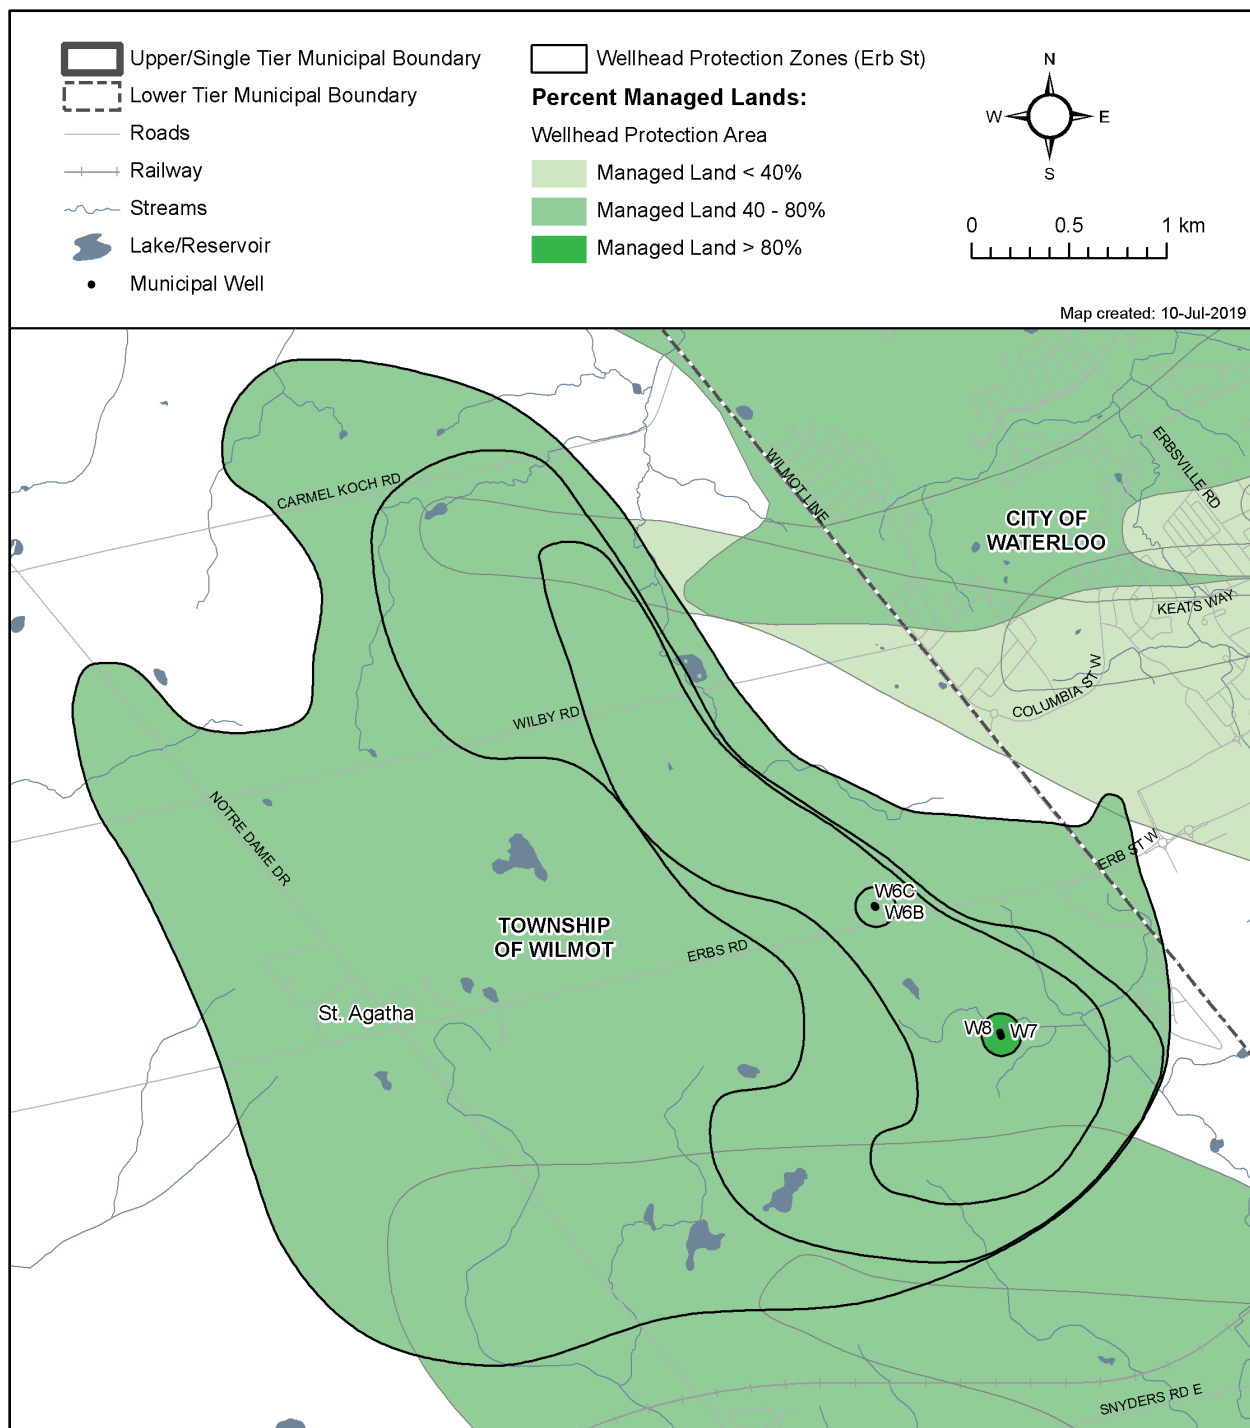 Upper/Single Tier Municipal Boundary
Lower Tier Municipal Boundary
Roads
Railway
Streams
Lake/Reservoir
Municipal Well
Wellhead Protection Zones (Erb St)
Percent Managed Lands:
Wellhead Protection Area
Managed Land < 40%
Managed Land 40 - 80%
Managed Land > 80%
N
W E
S
0 0.5 1 km
Map created: 10-Jul-2019
ERBSVILLE RD
WILMOT LINE
CARMEL KOCH RD
CITY OF
WATERLOO
KEATS WAY
COLUMBIA ST W
WILBY RD
NOTRE DAME DR
ERB ST W
W6C
W6B
TOWNSHIP
OF WILMOT
ERBS RD
St. Agatha
W8 W7
SNYDERS RD E